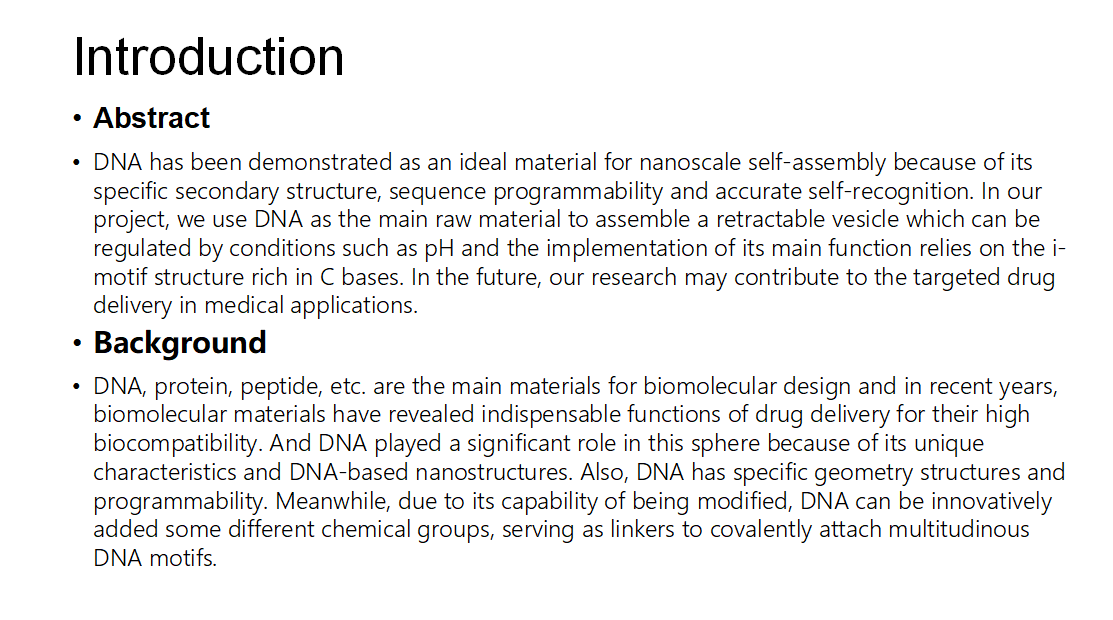 Introduction
• Abstract
• DNA has been demonstrated as an ideal material for nanoscale self-assembly because of its
specific secondary structure, sequence programmability and accurate self-recognition. In our
project, we use DNA as the main raw material to assemble a retractable vesicle which can be
regulated by conditions such as pH and the implementation of its main function relies on the i-
motif structure rich in C bases. In the future, our research may contribute to the targeted drug
delivery in medical applications.
• Background
• DNA, protein, peptide, etc. are the main materials for biomolecular design and in recent years,
biomolecular materials have revealed indispensable functions of drug delivery for their high
biocompatibility. And DNA played a significant role in this sphere because of its unique
characteristics and DNA-based nanostructures. Also, DNA has specific geometry structures and
programmability. Meanwhile, due to its capability of being modified, DNA can be innovatively
added some different chemical groups, serving as linkers to covalently attach multitudinous
DNA motifs.